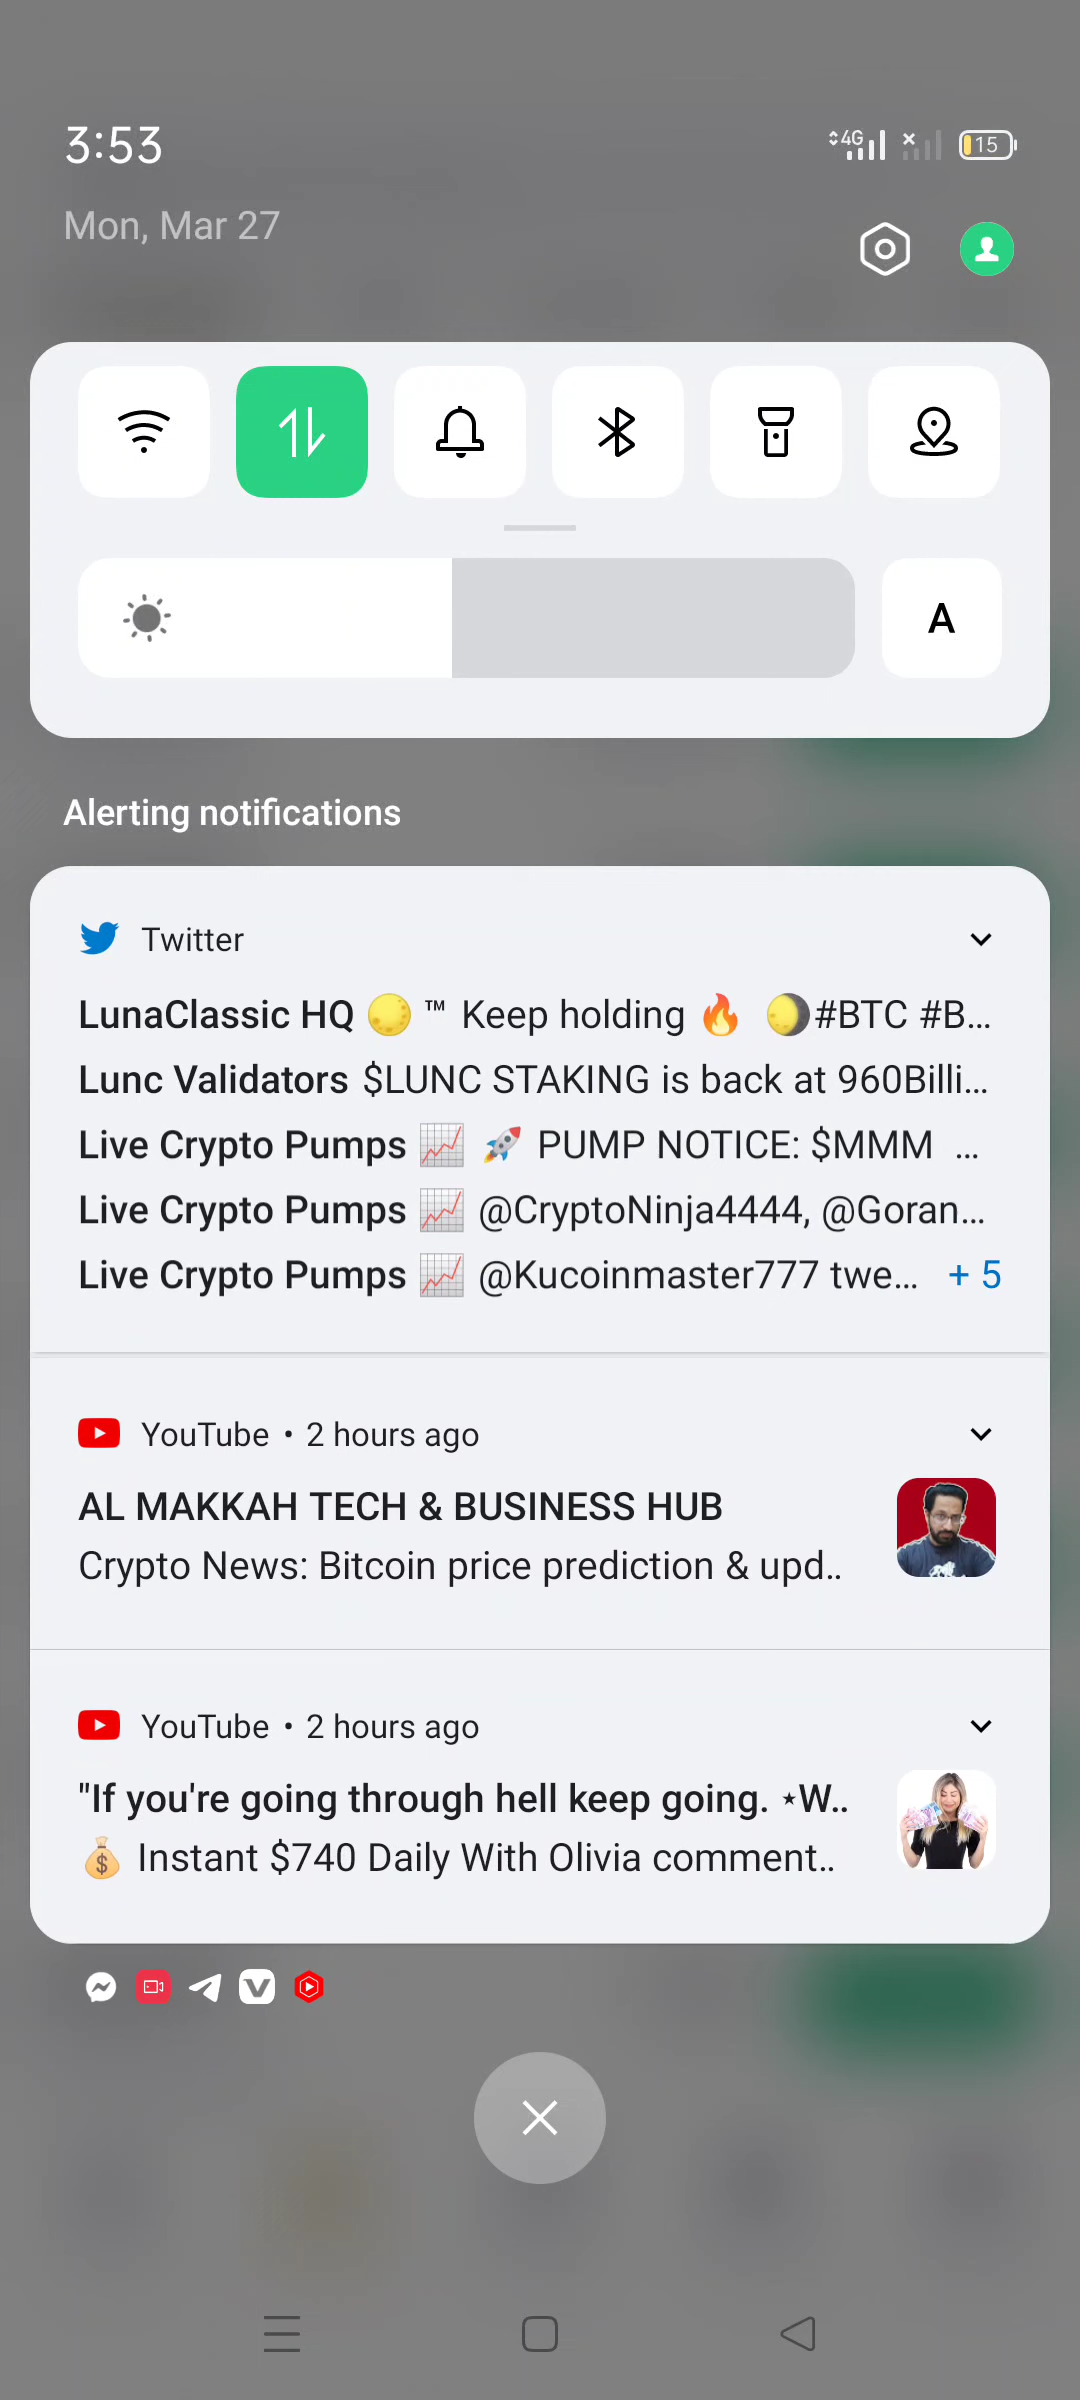 3:53
4G
15
Mon, Mar 27
A
Alerting notifications
Twitter
LunaClassic HQ 🌕 ™ Keep holding 🔥 🌖#BTC #B...
Lunc Validators $LUNC STAKING is back at 960Billi...
Live Crypto Pumps 📈 🚀 PUMP NOTICE: $MMM ...
Live Crypto Pumps 📈 @CryptoNinja4444, @Goran...
Live Crypto Pumps 📈 @Kucoinmaster777 twe... + 5
YouTube • 2 hours ago
AL MAKKAH TECH & BUSINESS HUB
Crypto News: Bitcoin price prediction & upd..
YouTube • 2 hours ago
"If you're going through hell keep going. ⋆W..
💰 Instant $740 Daily With Olivia comment..